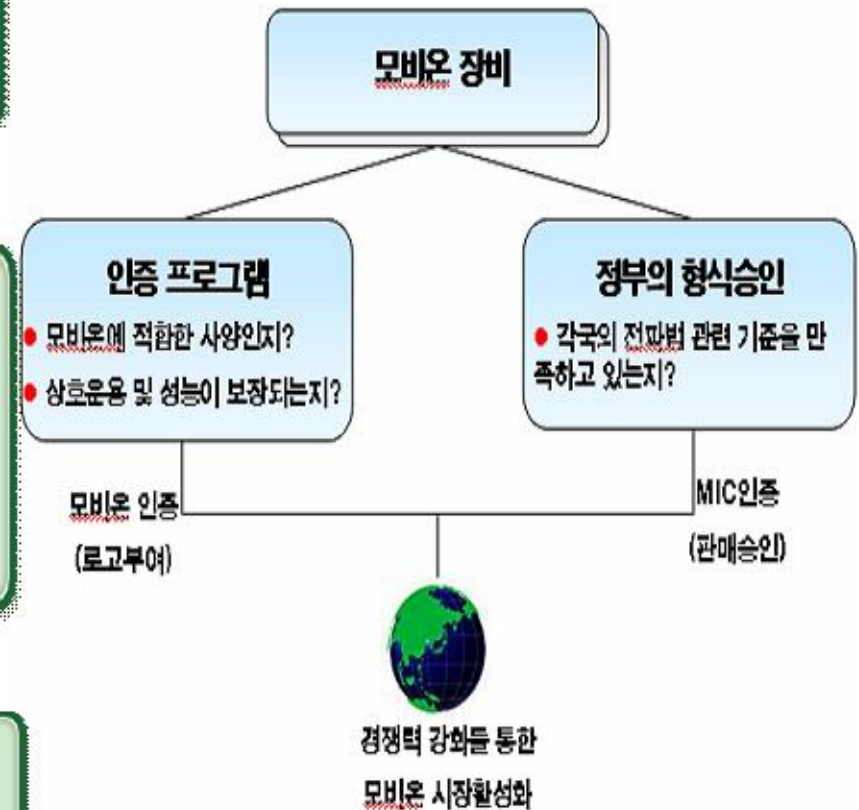 모비온 장비
인증 프로그램
● 모비온에 적합한 사양인지?
● 상호운용 및 성능이 보장되는지?
정부의 형식승인
● 각국의 전파법 관련 기준을 만
족하고 있는지?
모비온 인증
(로고부여)
MIC인증
(판매승인)
경쟁력 강화를 통한
모비온 시장활성화